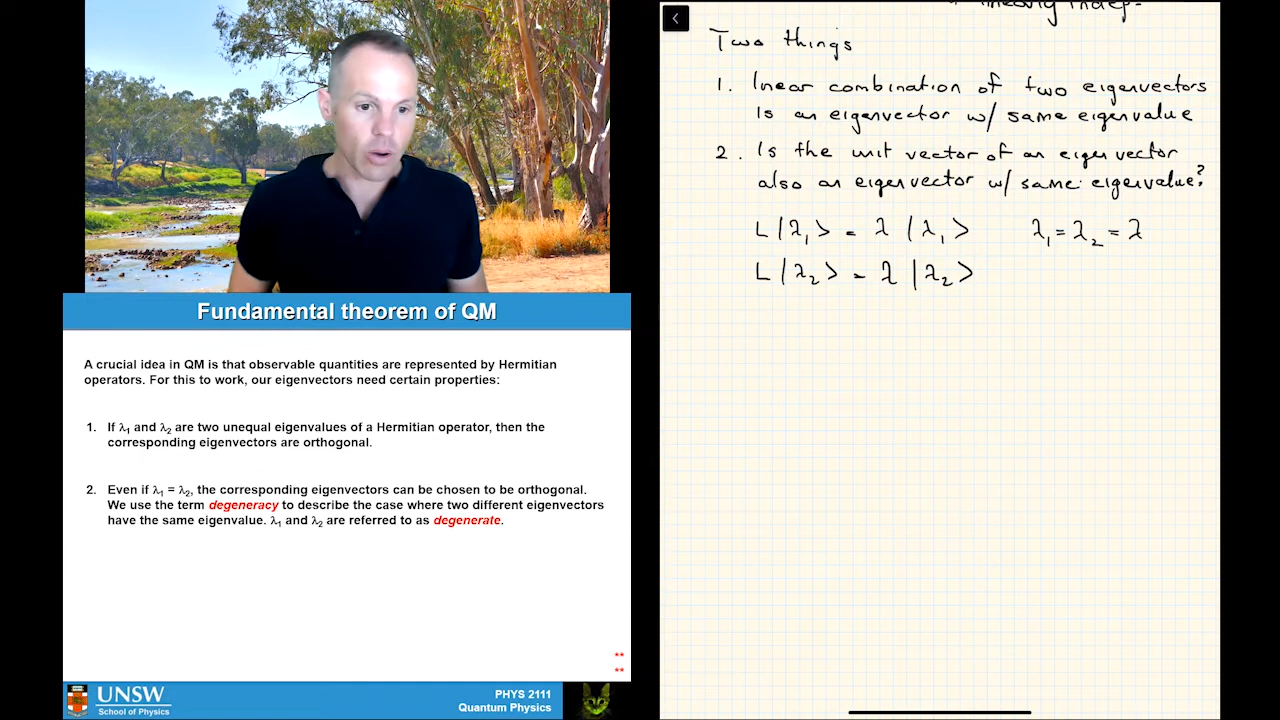 Fundamental theorem of QM
A crucial idea in QM is that observable quantities are represented by Hermitian
operators. For this to work, our eigenvectors need certain properties:
1. If λ₁ and λ₂ are two unequal eigenvalues of a Hermitian operator, then the
corresponding eigenvectors are orthogonal.
2. Even if λ₁ = λ₂, the corresponding eigenvectors can be chosen to be orthogonal.
We use the term degeneracy to describe the case where two different eigenvectors
have the same eigenvalue. λ₁ and λ₂ are referred to as degenerate.
**
**
UNSW
School of Physics
PHYS 2111
Quantum Physics
linearly indep.
Two things
1. linear combination of two eigenvectors
is an eigenvector w/ same eigenvalue
2. Is the unit vector of an eigenvector
also an eigenvector w/ same eigenvalue?
L|λ₁> = λ |λ₁> λ₁ = λ₂ = λ
L|λ₂> = λ |λ₂>